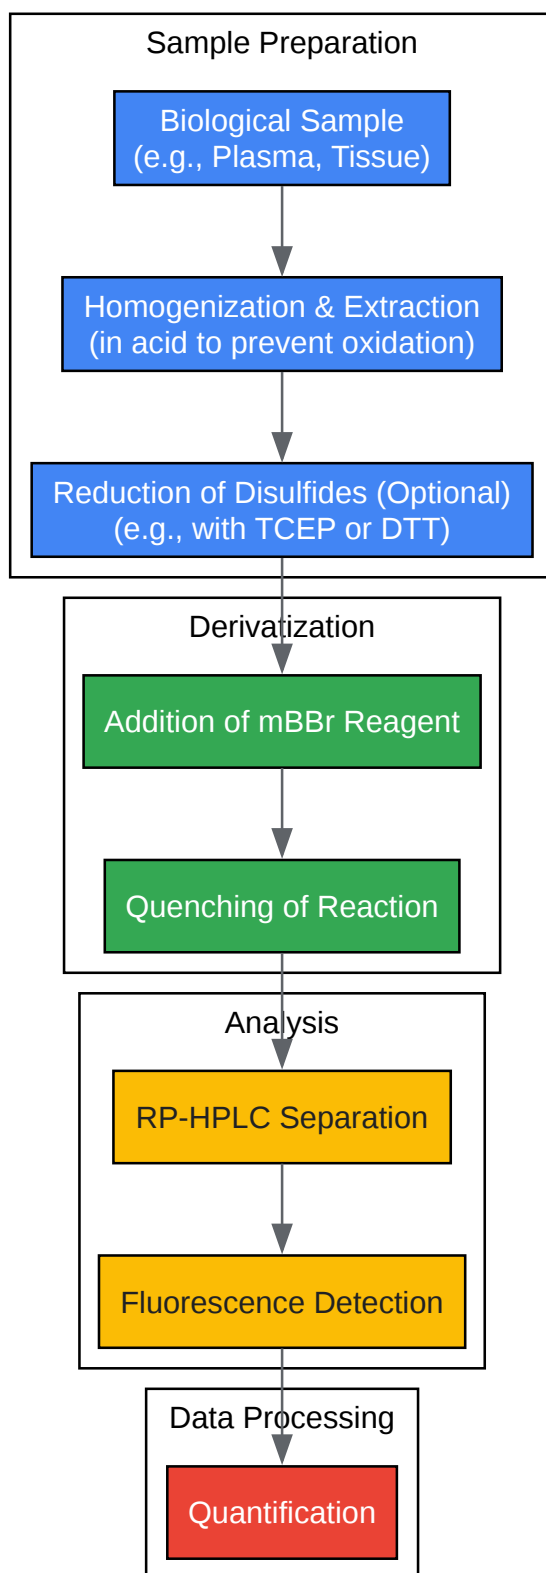 Sample Preparation
Biological Sample
(e.g., Plasma, Tissue)
Homogenization & Extraction
(in acid to prevent oxidation)
Reduction of Disulfides (Optional)
(e.g., with TCEP or DTT)
Derivatization
Addition of mBBr Reagent
Quenching of Reaction
Analysis
RP-HPLC Separation
Fluorescence Detection
Data Processing
Quantification